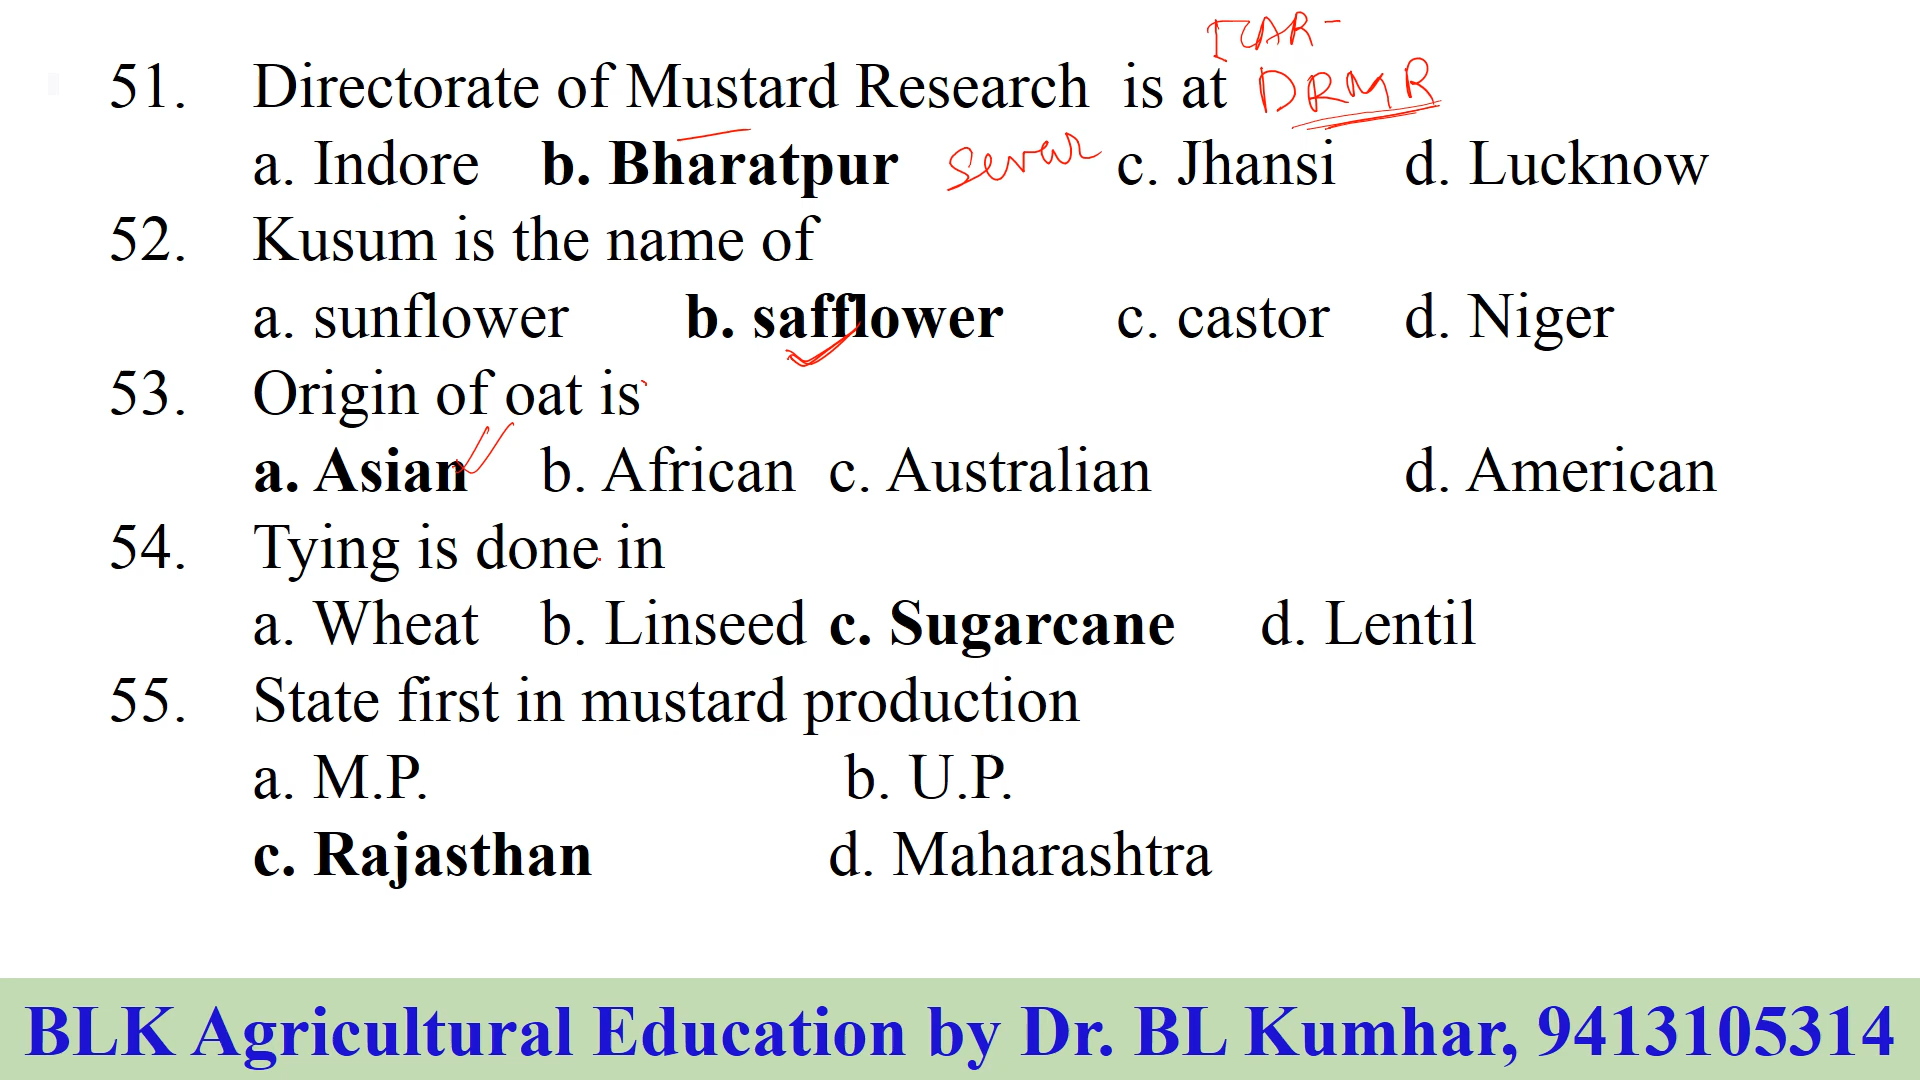 ICAR-
51. Directorate of Mustard Research is at DRMR
a. Indore b. Bharatpur Sewar c. Jhansi d. Lucknow
52. Kusum is the name of
a. sunflower b. safflower c. castor d. Niger
53. Origin of oat is
a. Asian b. African c. Australian d. American
54. Tying is done in
a. Wheat b. Linseed c. Sugarcane d. Lentil
55. State first in mustard production
a. M.P. b. U.P.
c. Rajasthan d. Maharashtra
BLK Agricultural Education by Dr. BL Kumhar, 9413105314